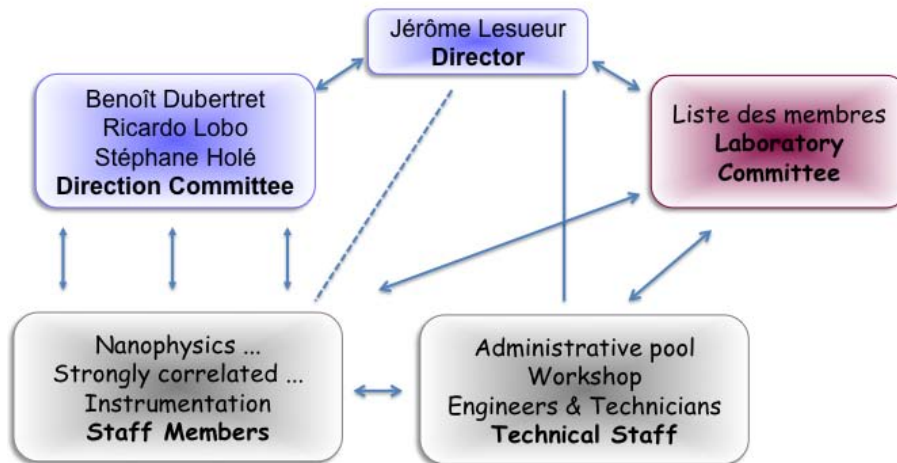 Jérôme Lesueur
Director
Benoît Dubertret
Ricardo Lobo
Stéphane Holé
Direction Committee
Liste des membres
Laboratory
Committee
Nanophysics ...
Strongly correlated ...
Instrumentation
Staff Members
Administrative pool
Workshop
Engineers & Technicians
Technical Staff